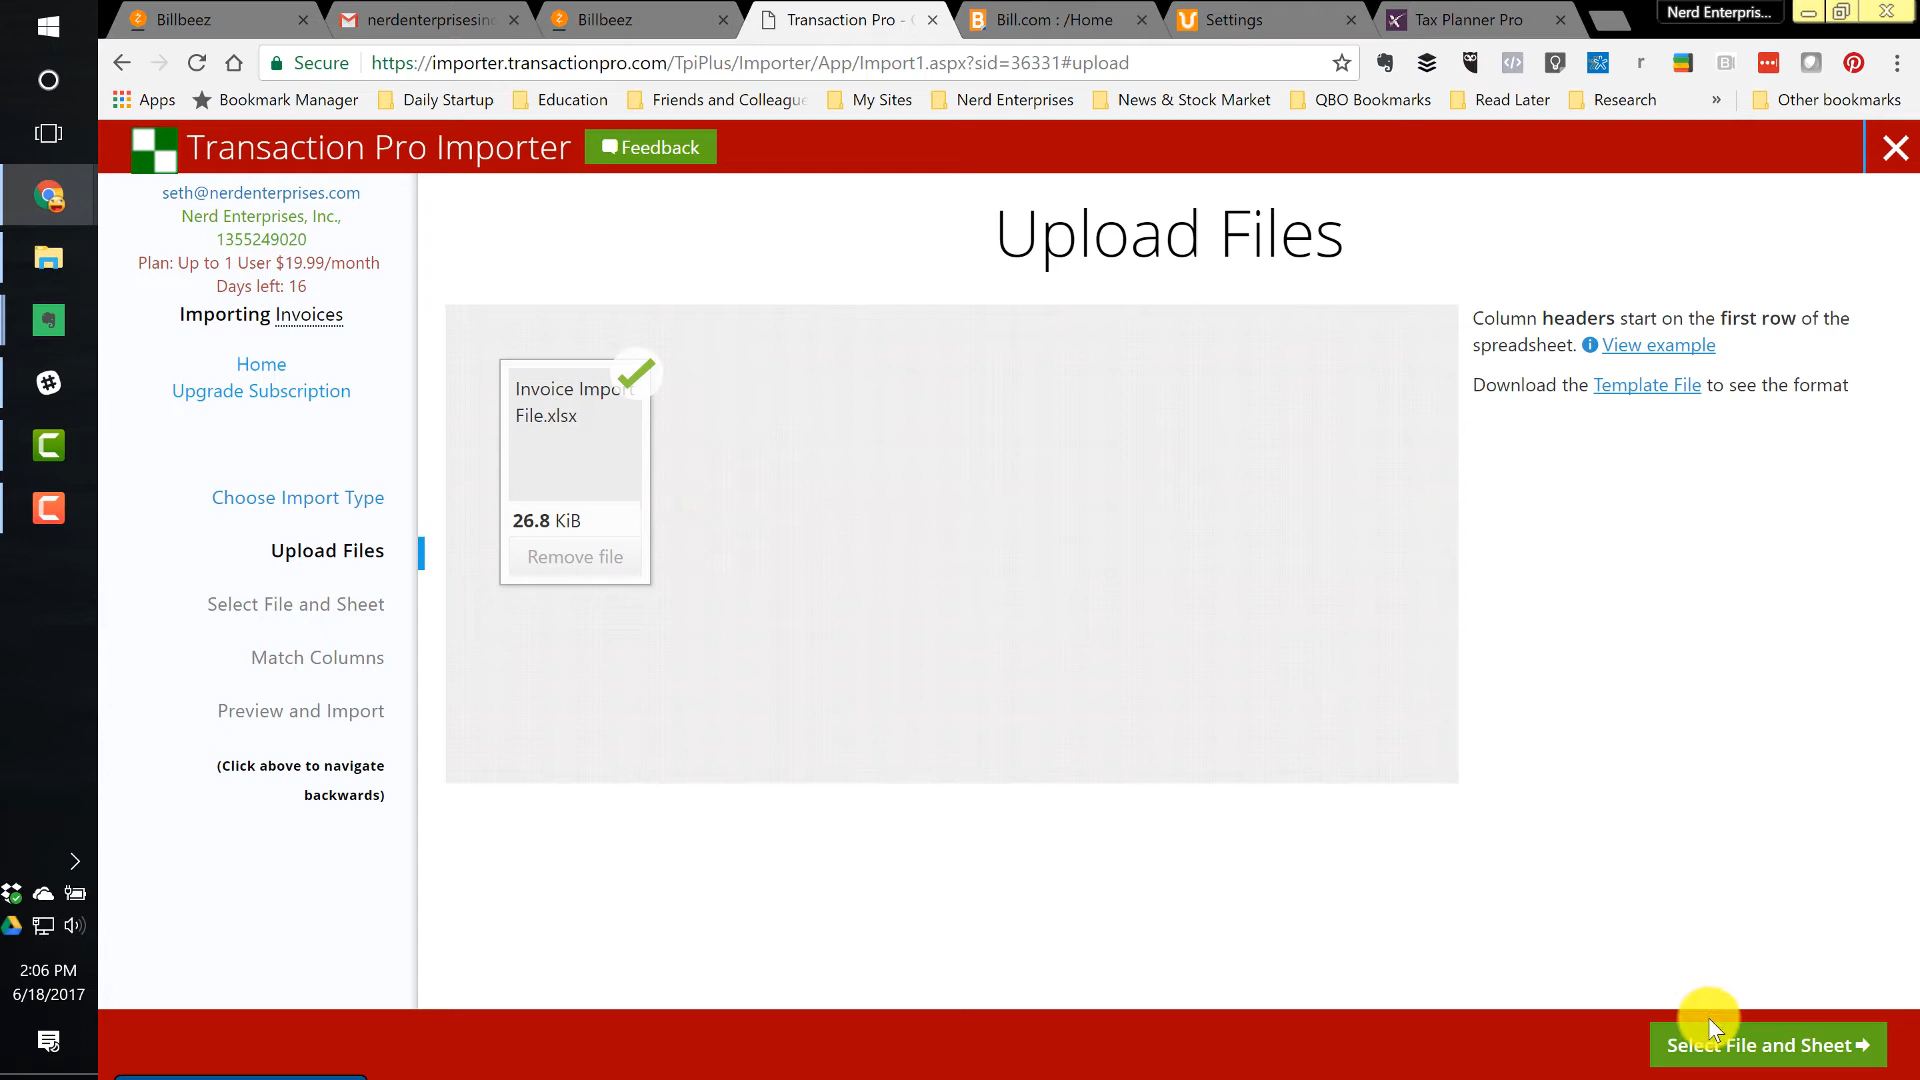 Billbeez
nerdenterprisesinc
Billbeez
Transaction Pro -
Bill.com : /Home
Settings
Tax Planner Pro
Nerd Enterpris...
Secure
https://importer.transactionpro.com/TpiPlus/Importer/App/Import1.aspx?sid=36331#upload
Apps
Bookmark Manager
Daily Startup
Education
Friends and Colleagu
My Sites
Nerd Enterprises
News & Stock Market
QBO Bookmarks
Read Later
Research
»
Other bookmarks
Transaction Pro Importer
Feedback
seth@nerdenterprises.com
Nerd Enterprises, Inc.,
1355249020
Plan: Up to 1 User $19.99/month
Days left: 16
Importing Invoices
Home
Upgrade Subscription
Choose Import Type
Upload Files
Select File and Sheet
Match Columns
Preview and Import
(Click above to navigate
backwards)
Upload Files
Invoice Import
File.xlsx
26.8 KiB
Remove file
Column headers start on the first row of the
spreadsheet. View example
Download the Template File to see the format
Select File and Sheet
2:06 PM
6/18/2017